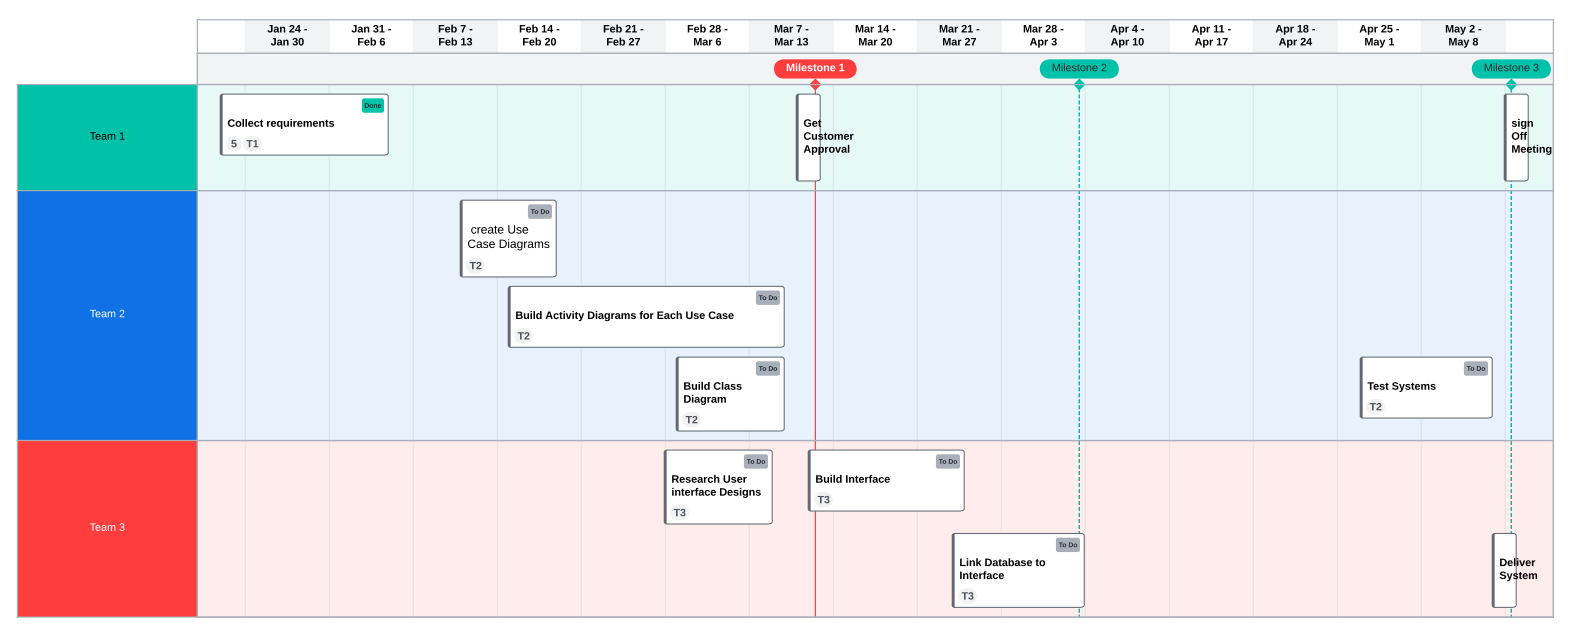 Jan 24 -
Jan 30
Jan 31 -
Feb 6
Feb 7 -
Feb 13
Feb 14 -
Feb 20
Feb 21 -
Feb 27
Feb 28 -
Mar 6
Mar 7 -
Mar 13
Mar 14 -
Mar 20
Mar 21 -
Mar 27
Mar 28 -
Apr 3
Apr 4 -
Apr 10
Apr 11 -
Apr 17
Apr 18 -
Apr 24
Apr 25 -
May 1
May 2 -
May 8
Milestone 1
Milestone 2
Milestone 3
Team 1
Done
Collect requirements
5 T1
Get
Customer
Approval
sign
Off
Meeting
Team 2
To Do
create Use
Case Diagrams
T2
To Do
Build Activity Diagrams for Each Use Case
T2
To Do
Build Class
Diagram
T2
To Do
Test Systems
T2
Team 3
To Do
Research User
interface Designs
T3
To Do
Build Interface
T3
To Do
Link Database to
Interface
T3
Deliver
System